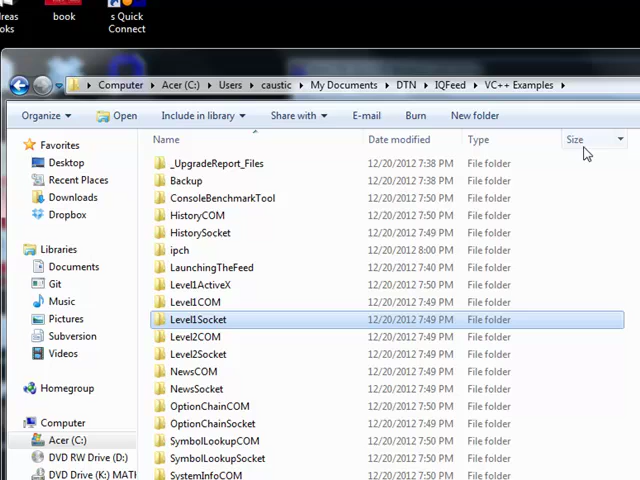 reas book s Quick
ooks Connect
Computer Acer (C:) Users caustic My Documents DTN IQFeed VC++ Examples
Organize Open Include in library Share with E-mail Burn New folder
Name Date modified Type Size
Favorites
Desktop
Recent Places
Downloads
Dropbox
Libraries
Documents
Git
Music
Pictures
Subversion
Videos
Homegroup
Computer
Acer (C:)
DVD RW Drive (D:)
DVD Drive (K:) MATH
_UpgradeReport_Files 12/20/2012 7:38 PM File folder
Backup 12/20/2012 7:38 PM File folder
ConsoleBenchmarkTool 12/20/2012 7:50 PM File folder
HistoryCOM 12/20/2012 7:49 PM File folder
HistorySocket 12/20/2012 7:49 PM File folder
ipch 12/20/2012 8:00 PM File folder
LaunchingTheFeed 12/20/2012 7:40 PM File folder
Level1ActiveX 12/20/2012 7:50 PM File folder
Level1COM 12/20/2012 7:49 PM File folder
Level1Socket 12/20/2012 7:49 PM File folder
Level2COM 12/20/2012 7:49 PM File folder
Level2Socket 12/20/2012 7:49 PM File folder
NewsCOM 12/20/2012 7:49 PM File folder
NewsSocket 12/20/2012 7:49 PM File folder
OptionChainCOM 12/20/2012 7:50 PM File folder
OptionChainSocket 12/20/2012 7:49 PM File folder
SymbolLookupCOM 12/20/2012 7:50 PM File folder
SymbolLookupSocket 12/20/2012 7:50 PM File folder
SystemInfoCOM 12/20/2012 7:50 PM File folder